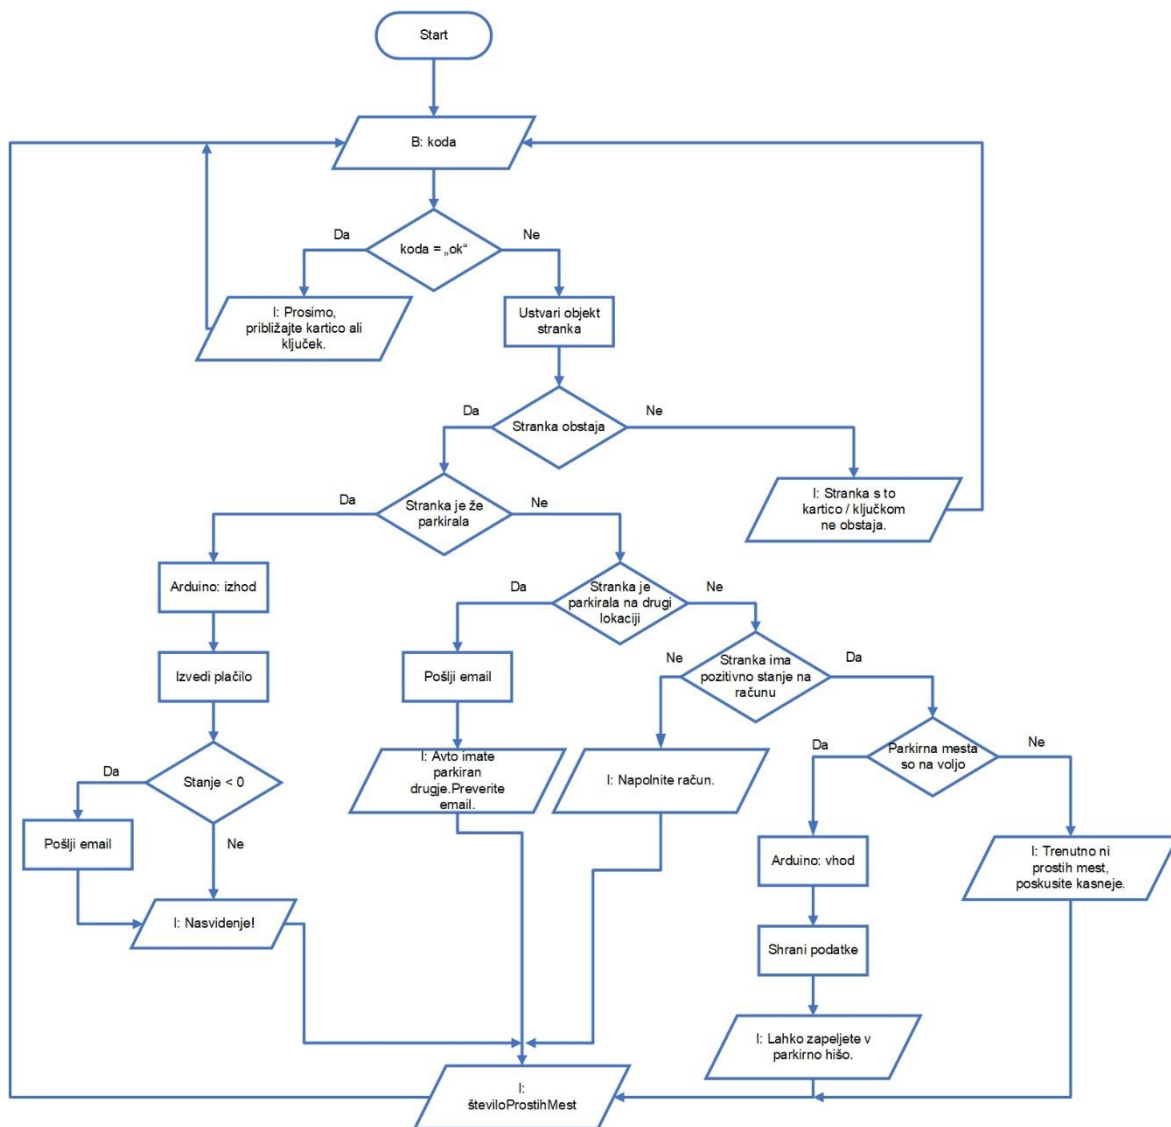 Start
B: koda
Da
Ne
koda = „ok“
I: Prosimo,
približajte kartico ali
ključek.
Ustvari objekt
stranka
Da
Ne
Stranka obstaja
I: Stranka s to
kartico / ključkom
ne obstaja.
Da
Ne
Stranka je že
parkirala
Arduino: izhod
Da
Ne
Stranka je
parkirala na drugi
lokaciji
Izvedi plačilo
Pošlji email
Ne
Da
Stranka ima
pozitivno stanje na
računu
Da
Stanje < 0
Ne
I: Avto imate
parkiran
drugje.Preverite
email.
I: Napolnite račun.
Da
Ne
Parkirna mesta
so na voljo
Pošlji email
I: Nasvidenje!
Arduino: vhod
I: Trenutno ni
prostih mest,
poskusite kasneje.
Shrani podatke
I: Lahko zapeljete v
parkirno hišo.
I:
številoProstihMest